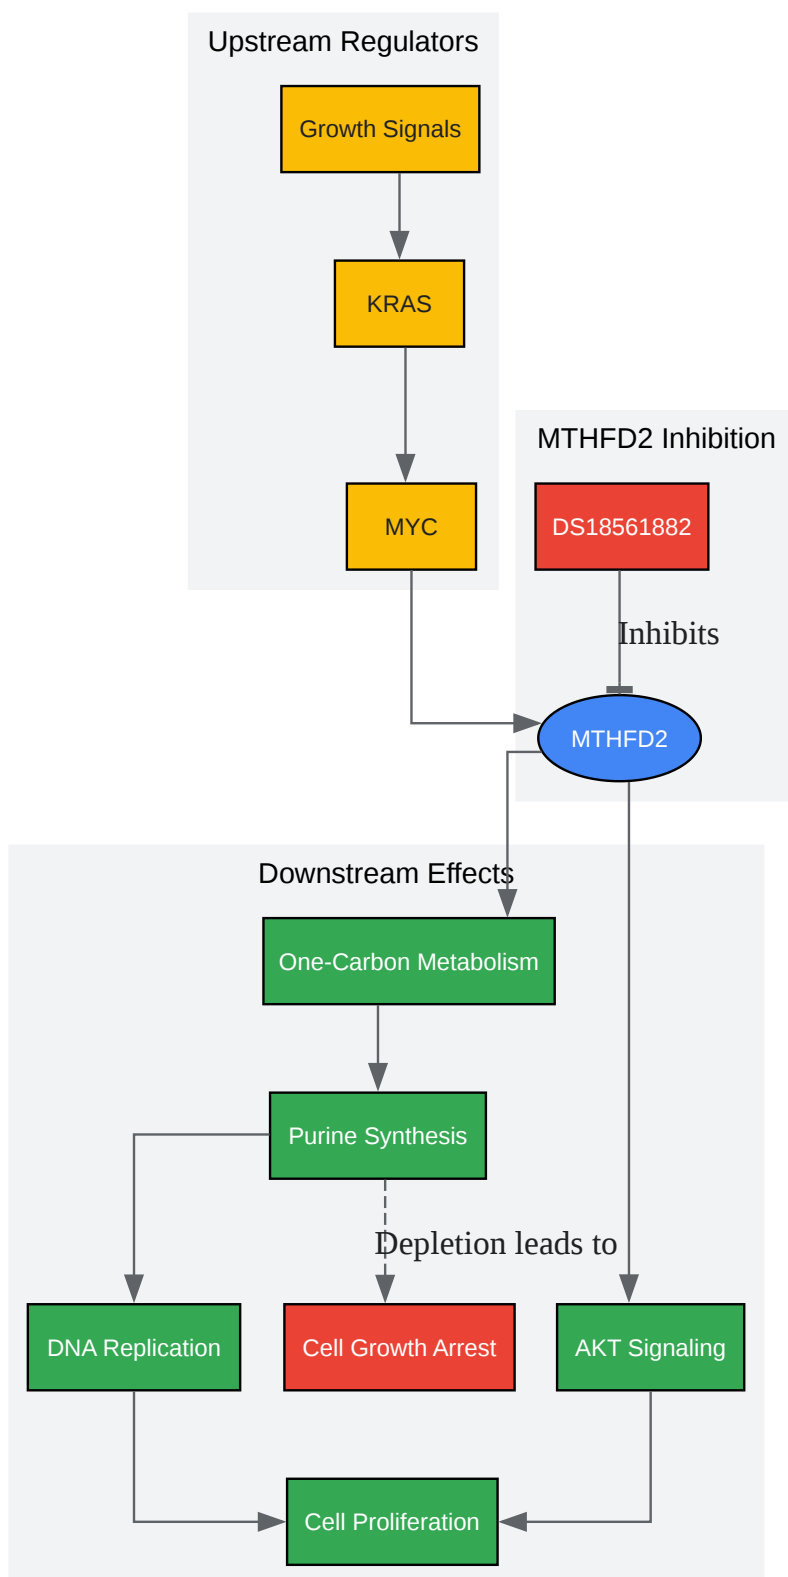 Upstream Regulators
Growth Signals
KRAS
MYC
MTHFD2 Inhibition
DS18561882
Inhibits
MTHFD2
Downstream Effects
One-Carbon Metabolism
Purine Synthesis
Depletion leads to
DNA Replication
Cell Growth Arrest
AKT Signaling
Cell Proliferation